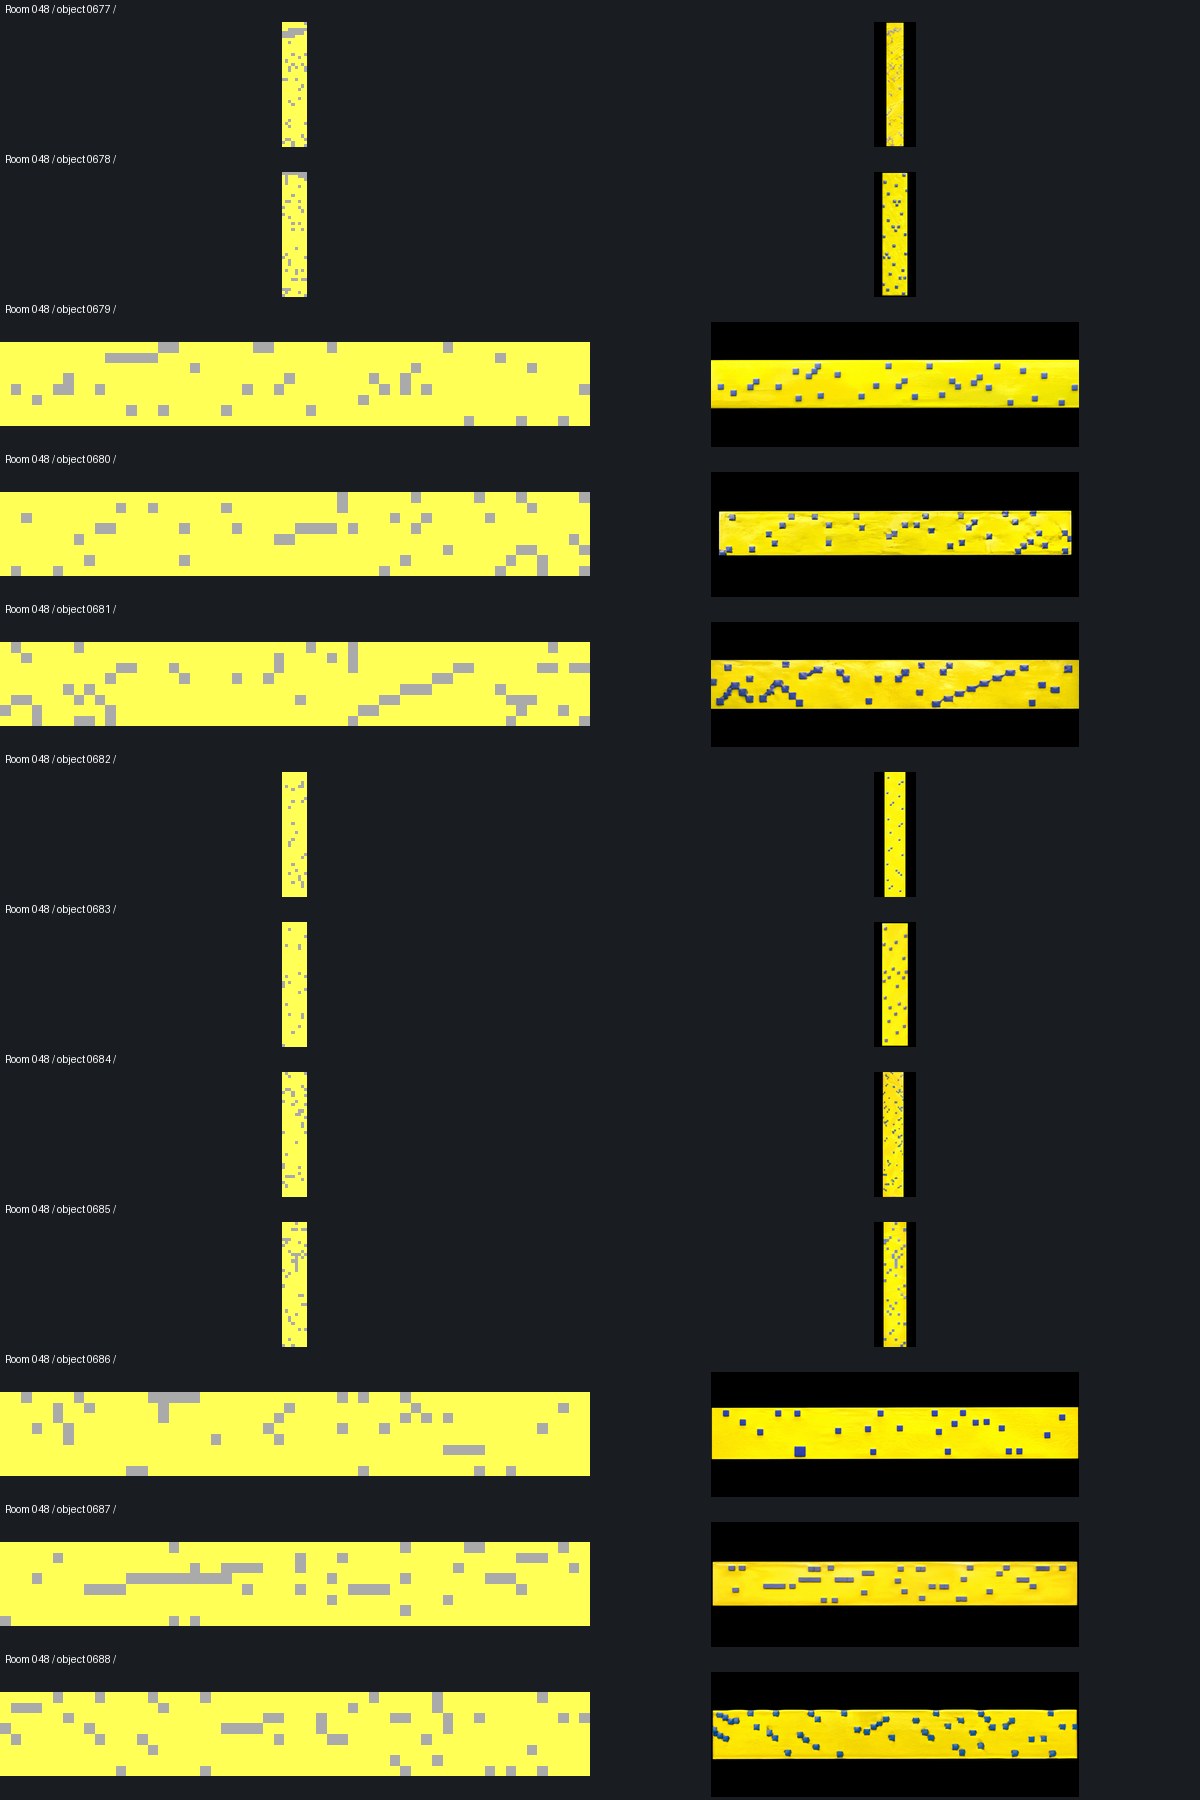 Room 048 / object 0677 /
Room 048 / object 0678 /
Room 048 / object 0679 /
Room 048 / object 0680 /
Room 048 / object 0681 /
Room 048 / object 0682 /
Room 048 / object 0683 /
Room 048 / object 0684 /
Room 048 / object 0685 /
Room 048 / object 0686 /
Room 048 / object 0687 /
Room 048 / object 0688 /